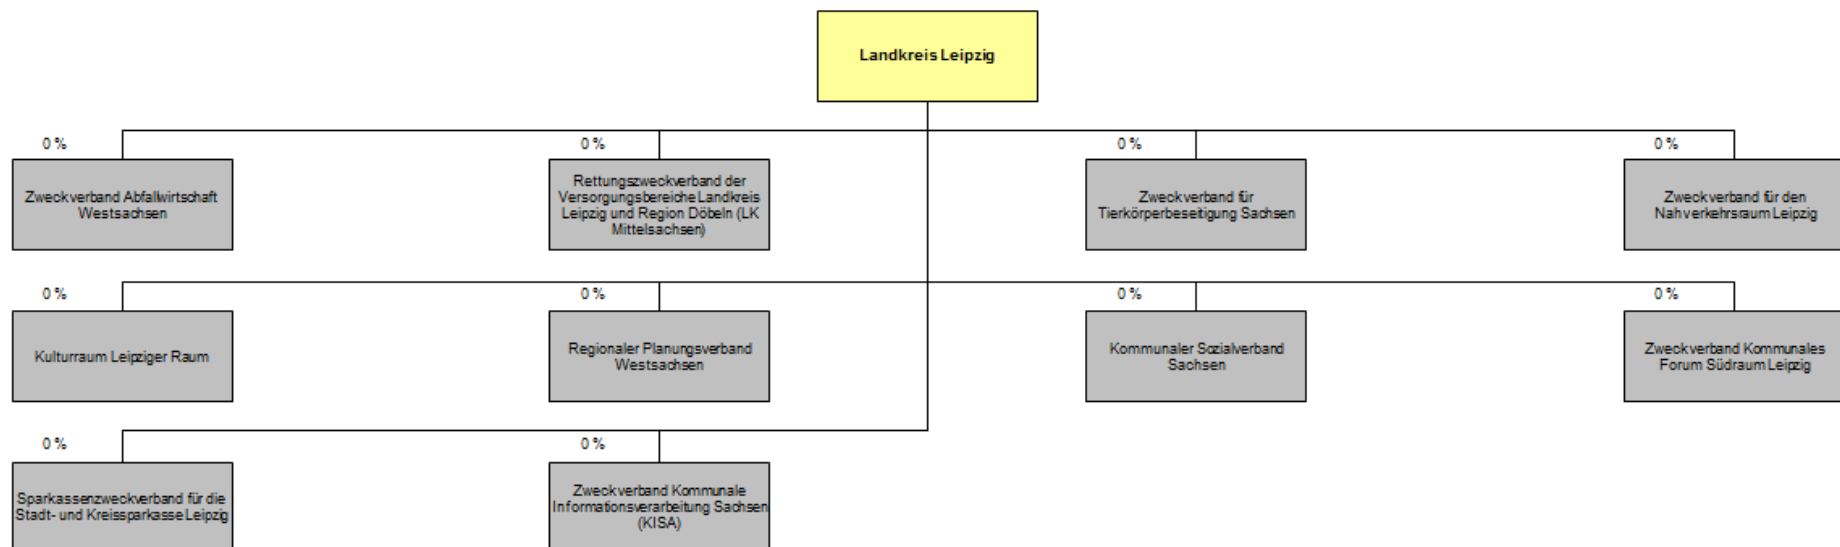 Landkreis Leipzig
0 %
0 %
0 %
0 %
Zweckverband Abfallwirtschaft
Westsachsen
Rettungszweckverband der
Versorgungsbereiche Landkreis
Leipzig und Region Döbeln (LK
Mittelsachsen)
Zweckverband für
Tierkörperbeseitigung Sachsen
Zweckverband für den
Nahverkehrsraum Leipzig
0 %
0 %
0 %
0 %
Kulturraum Leipziger Raum
Regionaler Planungsverband
Westsachsen
Kommunaler Sozialverband
Sachsen
Zweckverband Kommunales
Forum Südraum Leipzig
0 %
0 %
Sparkassenzweckverband für die
Stadt- und Kreissparkasse Leipzig
Zweckverband Kommunale
Informationsverarbeitung Sachsen
(KISA)